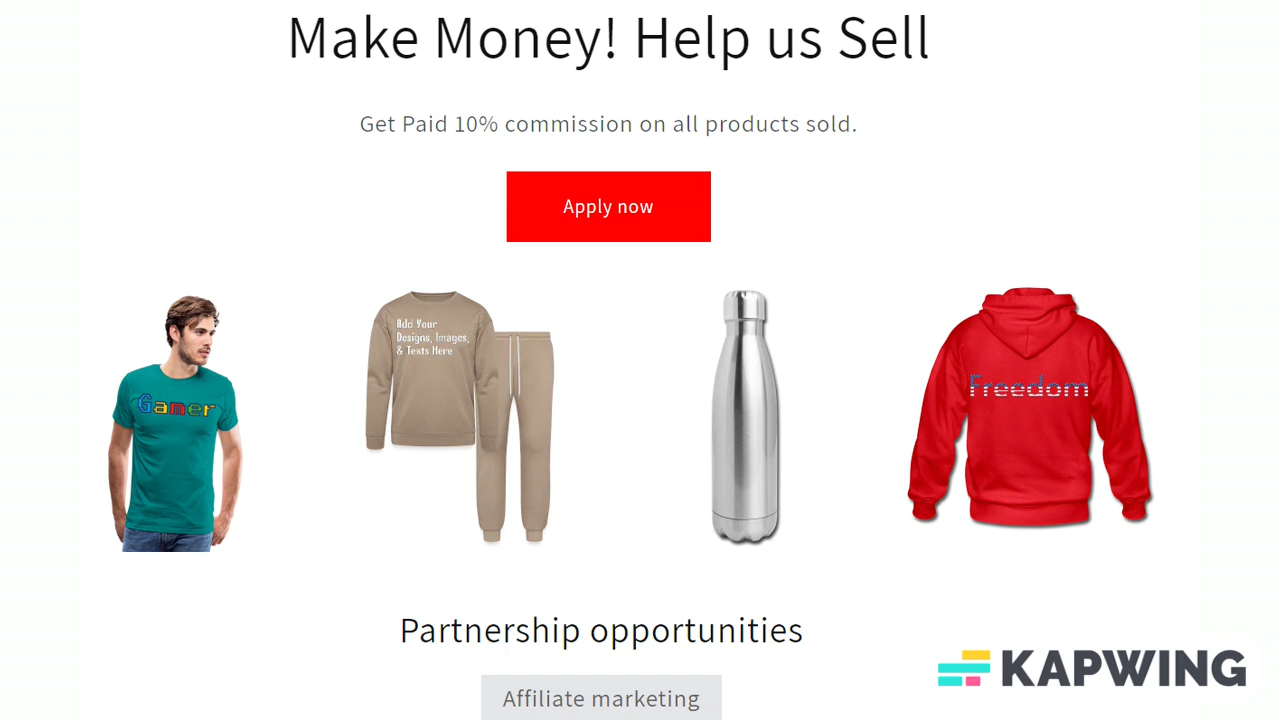 Make Money! Help us Sell
Get Paid 10% commission on all products sold.
Apply now
Gamer
Add Your
Designs, Images,
& Texts Here
Freedom
Partnership opportunities
KAPWING
Affiliate marketing